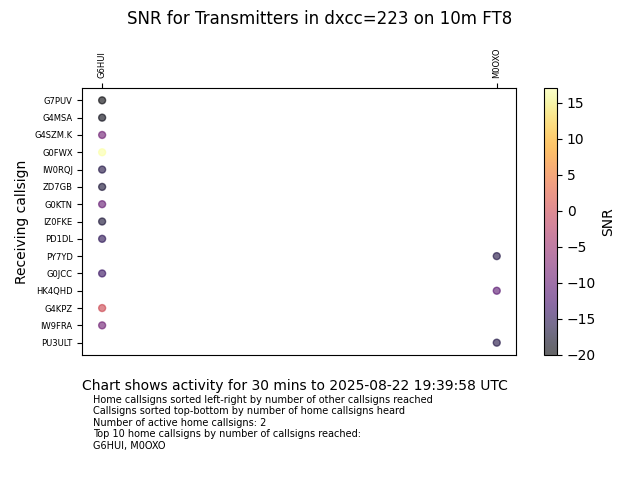 SNR for Transmitters in dxcc=223 on 10m FT8
G6HUI
M0OXO
G7PUV
G4MSA
G4SZM.K
G0FWX
IW0RQJ
ZD7GB
G0KTN
IZ0FKE
PD1DL
PY7YD
G0JCC
HK4QHD
G4KPZ
IW9FRA
PU3ULT
Receiving callsign
15
10
5
0
−5
−10
−15
−20
SNR
Chart shows activity for 30 mins to 2025-08-22 19:39:58 UTC
Home callsigns sorted left-right by number of other callsigns reached
Callsigns sorted top-bottom by number of home callsigns heard
Number of active home callsigns: 2
Top 10 home callsigns by number of callsigns reached:
G6HUI, M0OXO